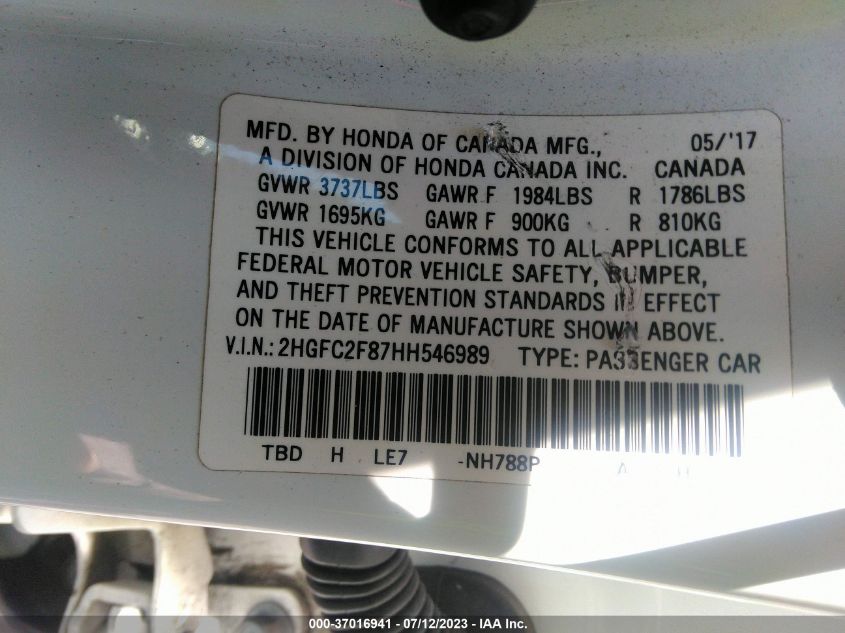 MFD. BY HONDA OF CANADA MFG., 05/'17
A DIVISION OF HONDA CANADA INC. CANADA
GVWR 3737LBS GAWR F 1984LBS R 1786LBS
GVWR 1695KG GAWR F 900KG R 810KG
THIS VEHICLE CONFORMS TO ALL APPLICABLE
FEDERAL MOTOR VEHICLE SAFETY, BUMPER,
AND THEFT PREVENTION STANDARDS IN EFFECT
ON THE DATE OF MANUFACTURE SHOWN ABOVE.
V.I.N.: 2HGFC2F87HH546989 TYPE: PASSENGER CAR
TBD H LE7 -NH788P
000-37016941 - 07/12/2023 - IAA Inc.